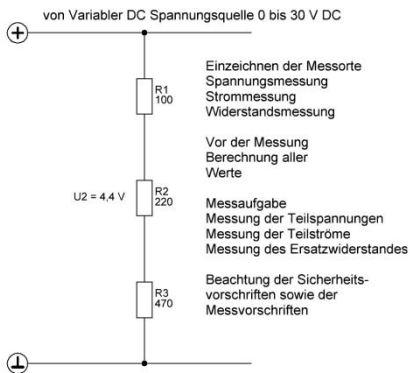 von Variabler DC Spannungsquelle 0 bis 30 V DC
R1
100
Einzeichnen der Messorte
Spannungsmessung
Strommessung
Widerstandsmessung
Vor der Messung
Berechnung aller
Werte
U2 = 4,4 V
R2
220
Messaufgabe
Messung der Teilspannungen
Messung der Teilströme
Messung des Ersatzwiderstandes
R3
470
Beachtung der Sicherheits-
vorschriften sowie der
Messvorschriften